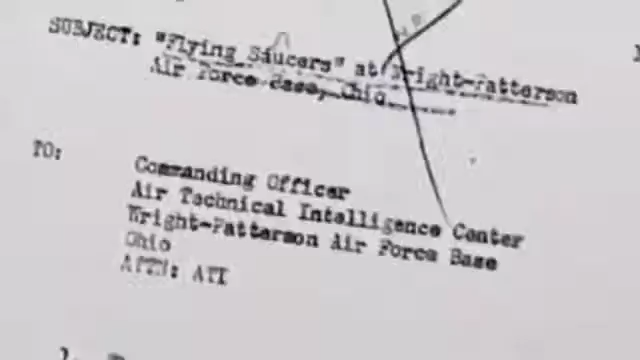 SUBJECT: "Flying Saucers" at Wright-Patterson
Air Force Base, Ohio
TO:
Commanding Officer
Air Technical Intelligence Center
Wright-Patterson Air Force Base
Ohio
ATTN: ATI
1.